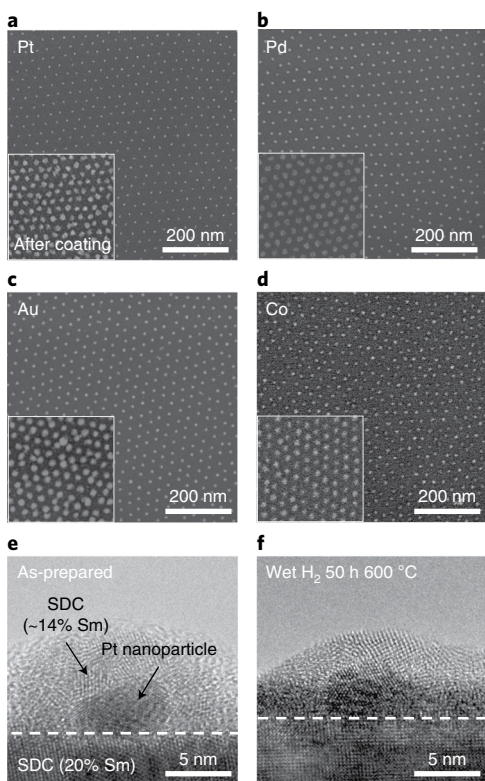 a
Pt
After coating
200 nm
b
Pd
200 nm
c
Au
200 nm
d
Co
200 nm
e
As-prepared
SDC
(~14% Sm)
Pt nanoparticle
SDC (20% Sm)
5 nm
f
Wet H₂ 50 h 600 °C
5 nm